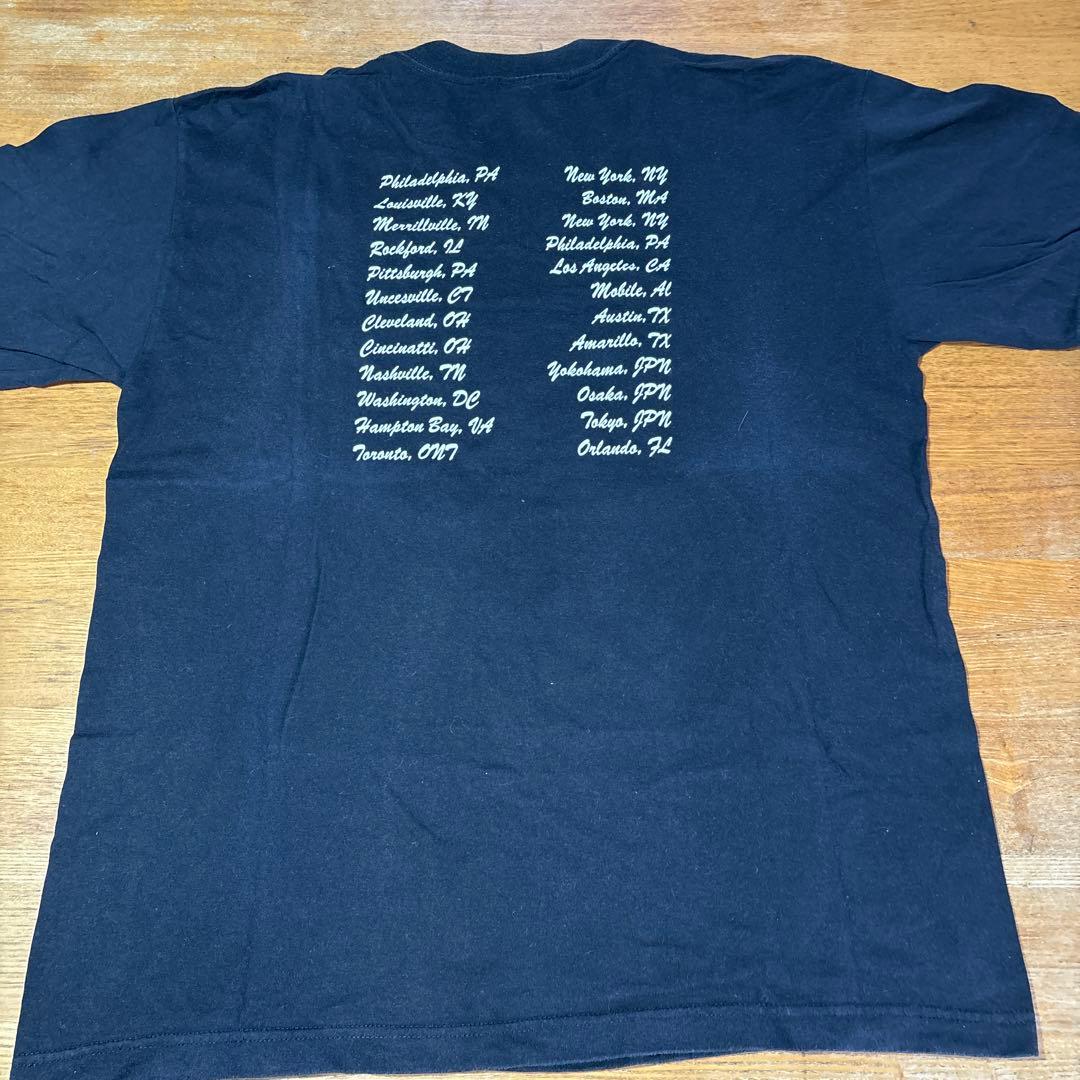 Philadelphia, PA
Louisville, KY
Merrillville, IN
Rockford, IL
Pittsburgh, PA
Uncesville, CT
Cleveland, OH
Cincinatti, OH
Nashville, TN
Washington, DC
Hampton Bay, VA
Toronto, ONT
New York, NY
Boston, MA
New York, NY
Philadelphia, PA
Los Angeles, CA
Mobile, Al
Austin,TX
Amarillo, TX
Yokohama, JPN
Osaka, JPN
Tokyo, JPN
Orlando, FL